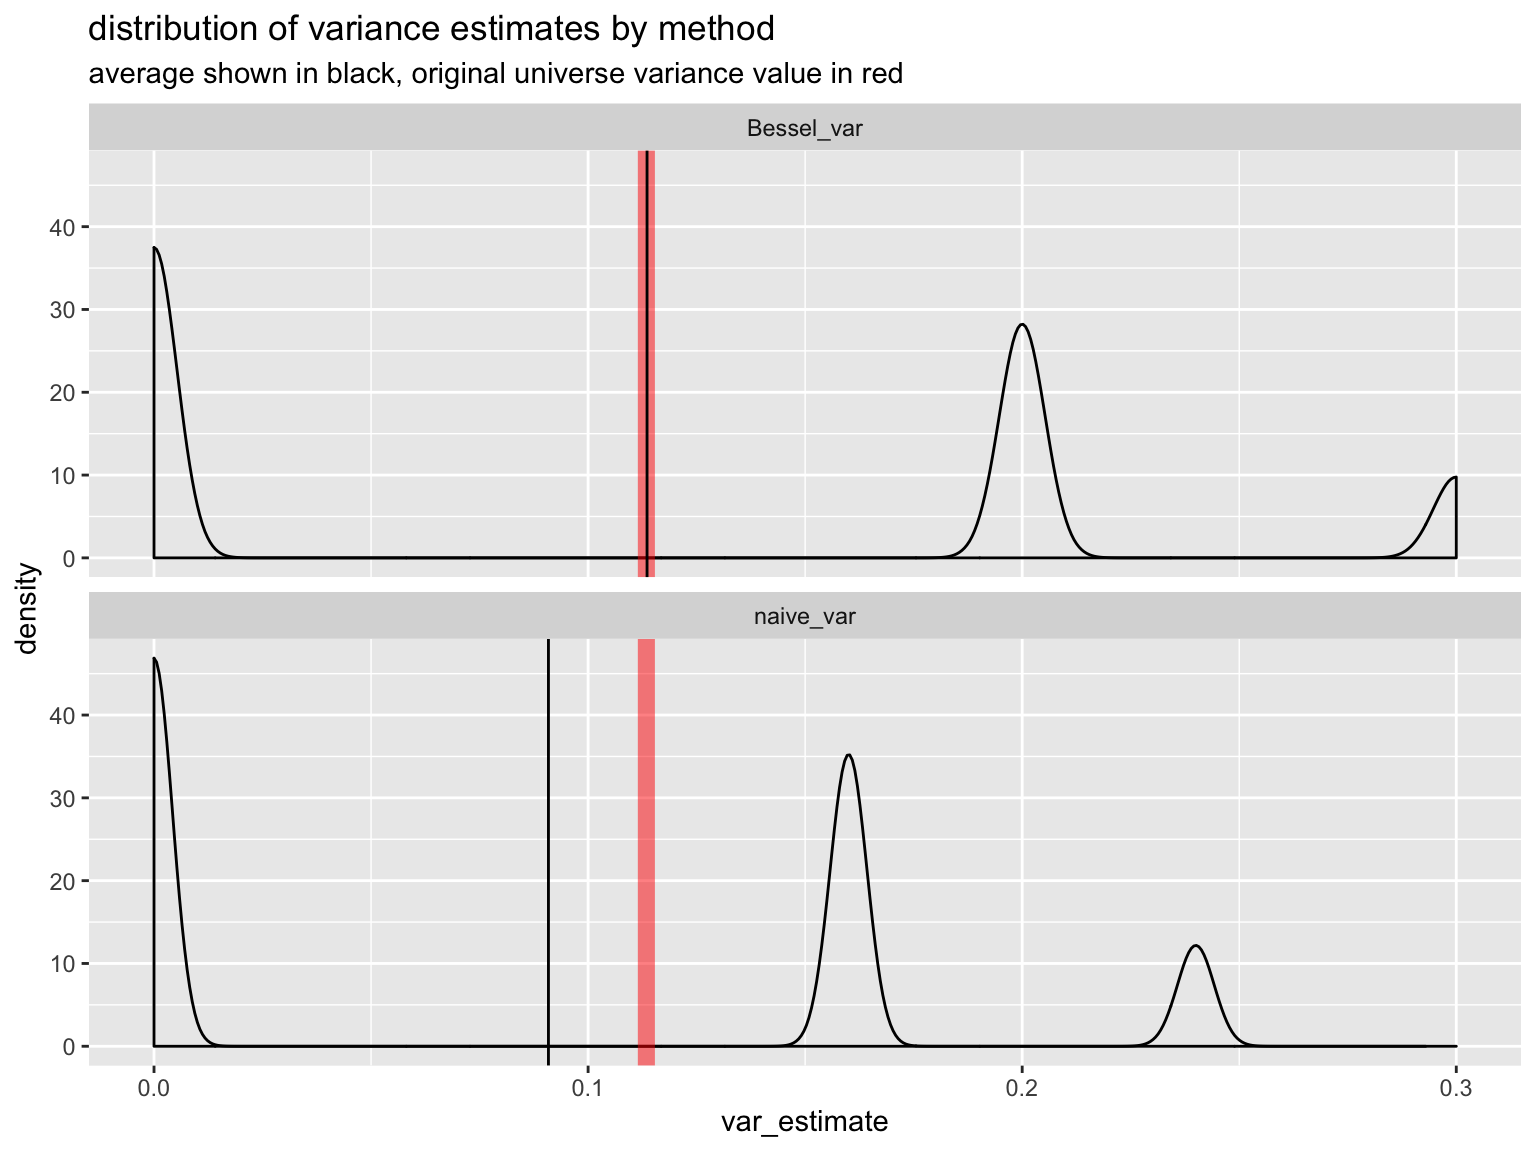 distribution of variance estimates by method
average shown in black, original universe variance value in red
Bessel_var
40
30
20
10
0
density
naive_var
40
30
20
10
0
0.0
0.1
0.2
0.3
var_estimate